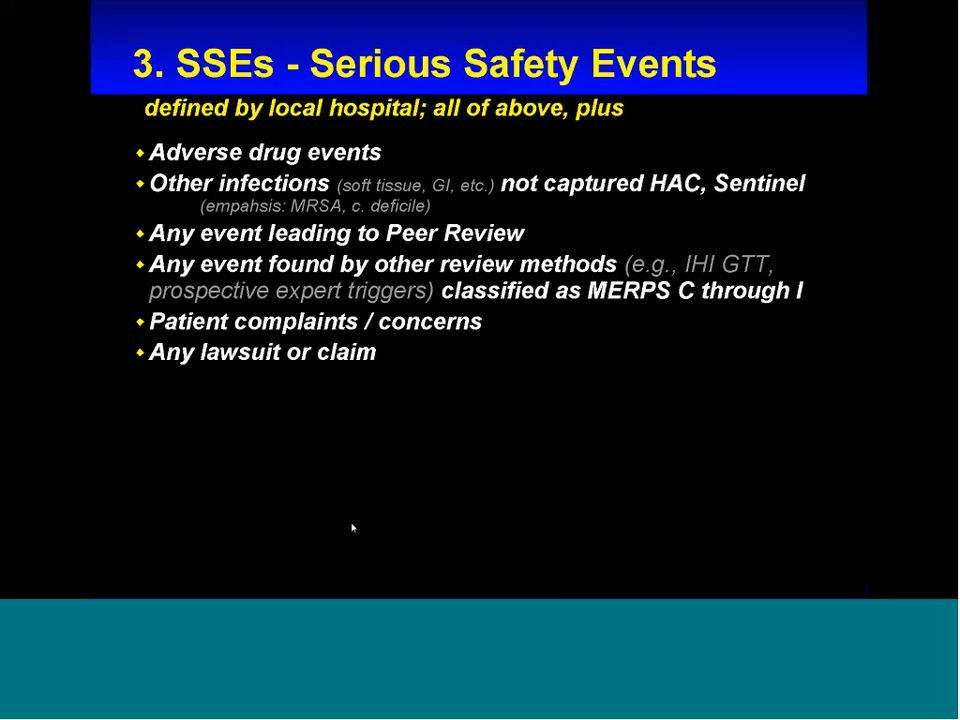 3. SSEs - Serious Safety Events
defined by local hospital; all of above, plus
Adverse drug events
Other infections (soft tissue, GI, etc.) not captured HAC, Sentinel
(empahsis: MRSA, c. deficile)
Any event leading to Peer Review
Any event found by other review methods (e.g., IHI GTT,
prospective expert triggers) classified as MERPS C through I
Patient complaints / concerns
Any lawsuit or claim